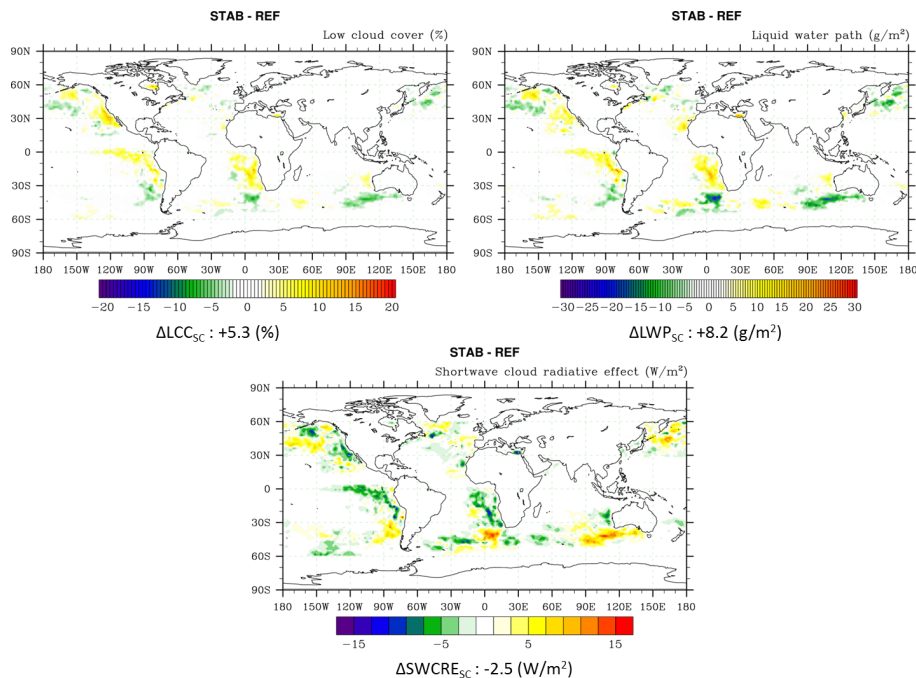 STAB - REF
Low cloud cover (%)
90N
60N
30N
0
30S
60S
90S
180 150W 120W 90W 60W 30W 0 30E 60E 90E 120E 150E 180
−20 −15 −10 −5 0 5 10 15 20
ΔLCCSC : +5.3 (%)
STAB - REF
Liquid water path (g/m²)
90N
60N
30N
0
30S
60S
90S
180 150W 120W 90W 60W 30W 0 30E 60E 90E 120E 150E 180
−30 −25 −20 −15 −10 −5 0 5 10 15 20 25 30
ΔLWPSC : +8.2 (g/m²)
STAB - REF
Shortwave cloud radiative effect (W/m²)
90N
60N
30N
0
30S
60S
90S
180 150W 120W 90W 60W 30W 0 30E 60E 90E 120E 150E 180
−15 −5 5 15
ΔSWCRESC : -2.5 (W/m²)